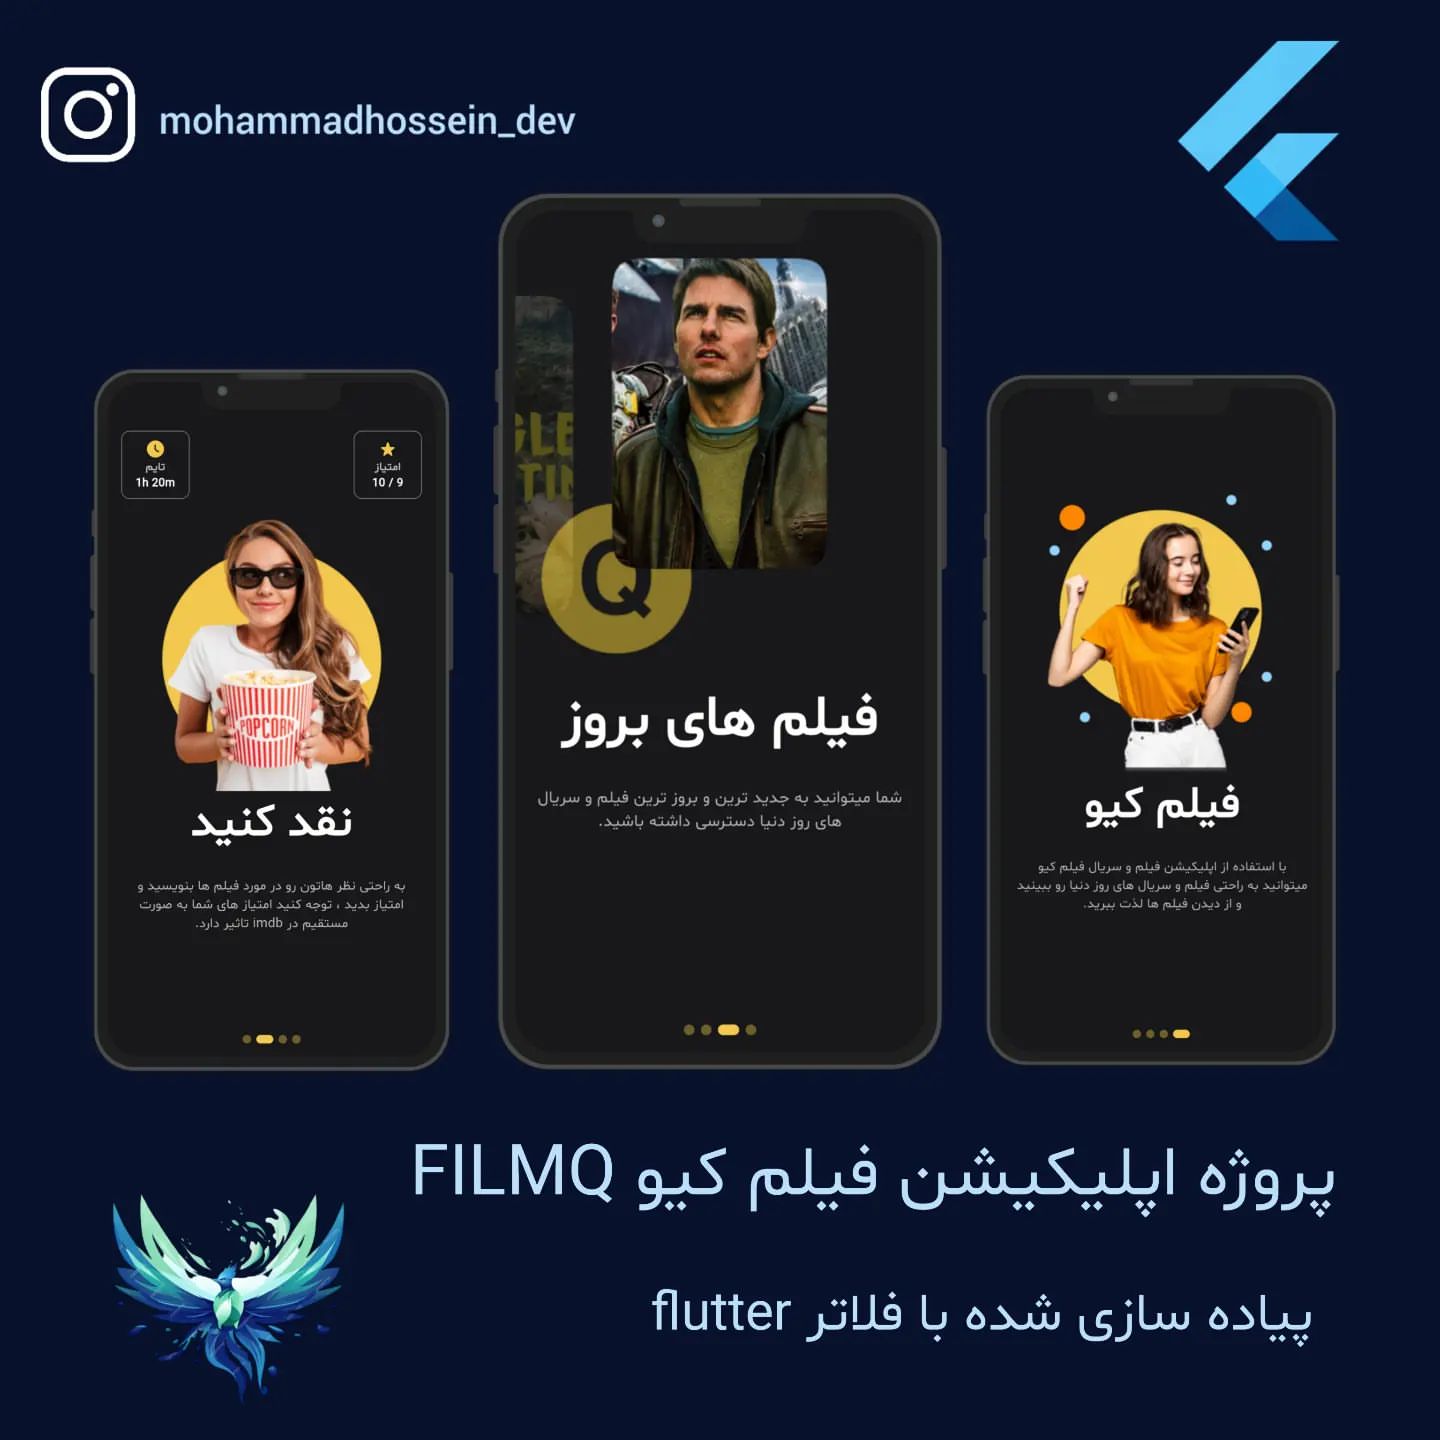 mohammadhossein_dev
فیلم کیو
با استفاده از اپلیکیشن فیلم و سریال فیلم کیو
میتوانید به راحتی فیلم و سریال های روز دنیا رو ببینید
و از دیدن فیلم ها لذت ببرید.
GLE
TIN
Q
فیلم های بروز
شما میتوانید به جدید ترین و بروز ترین فیلم و سریال
های روز دنیا دسترسی داشته باشید.
امتیاز
10 / 9
تایم
1h 20m
POPCORN
نقد کنید
به راحتی نظر هاتون رو در مورد فیلم ها بنویسید و
امتیاز بدید ، توجه کنید امتیاز های شما به صورت
مستقیم در imdb تاثیر دارد.
پروژه اپلیکیشن فیلم کیو FILMQ
پیاده سازی شده با فلاتر flutter